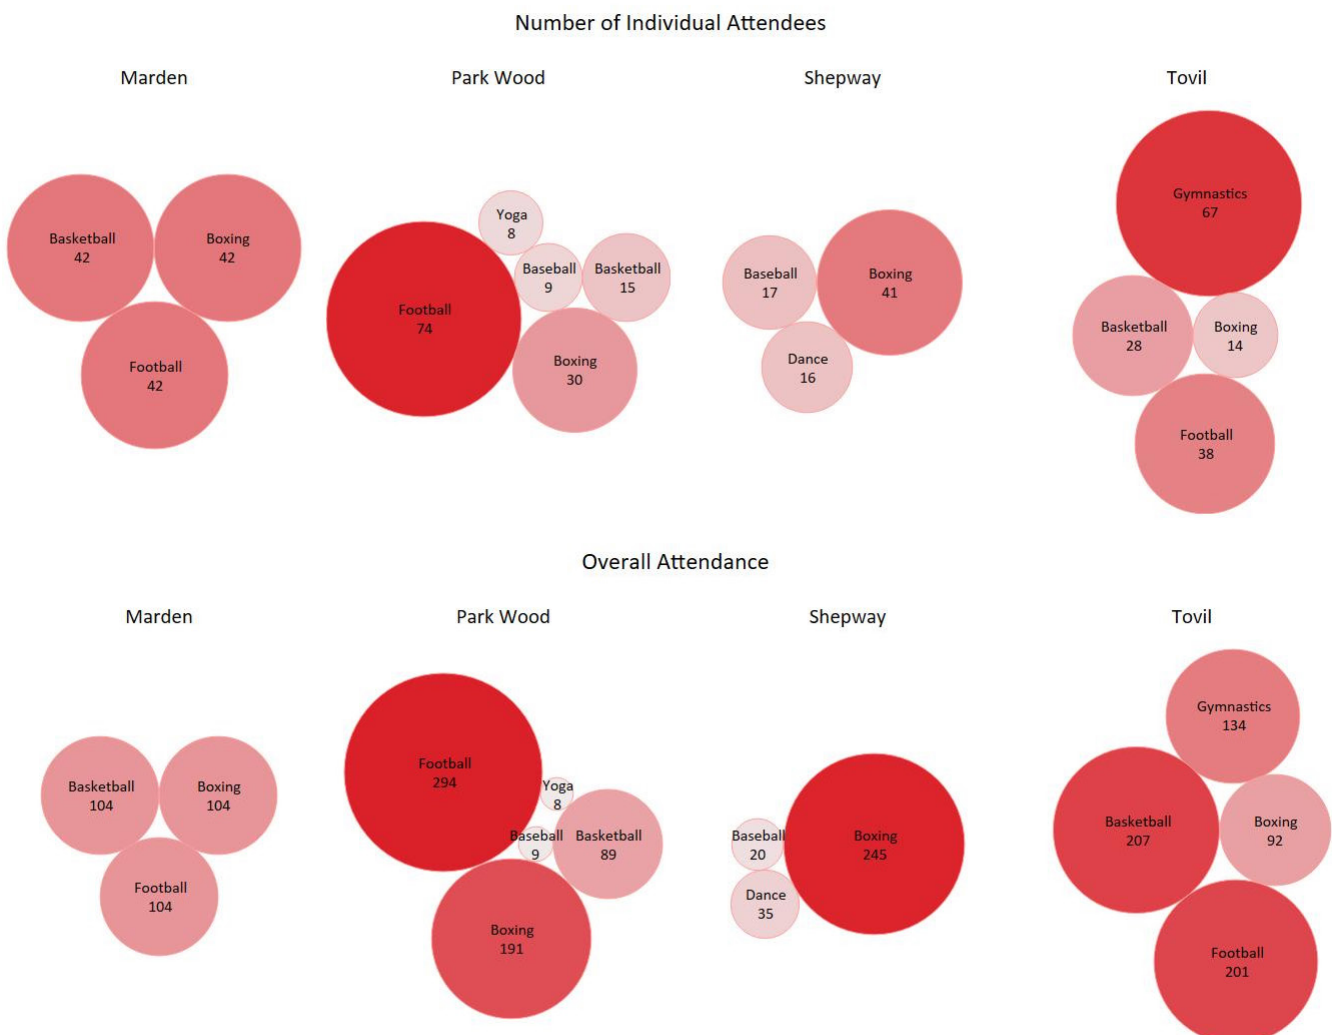 Number of Individual Attendees
Marden
Park Wood
Shepway
Tovil
Basketball
42
Boxing
42
Football
42
Yoga
8
Baseball
9
Basketball
15
Football
74
Boxing
30
Baseball
17
Boxing
41
Dance
16
Gymnastics
67
Basketball
28
Boxing
14
Football
38
Overall Attendance
Marden
Park Wood
Shepway
Tovil
Basketball
104
Boxing
104
Football
104
Football
294
Yoga
8
Baseball
9
Basketball
89
Boxing
191
Baseball
20
Boxing
245
Dance
35
Gymnastics
134
Basketball
207
Boxing
92
Football
201